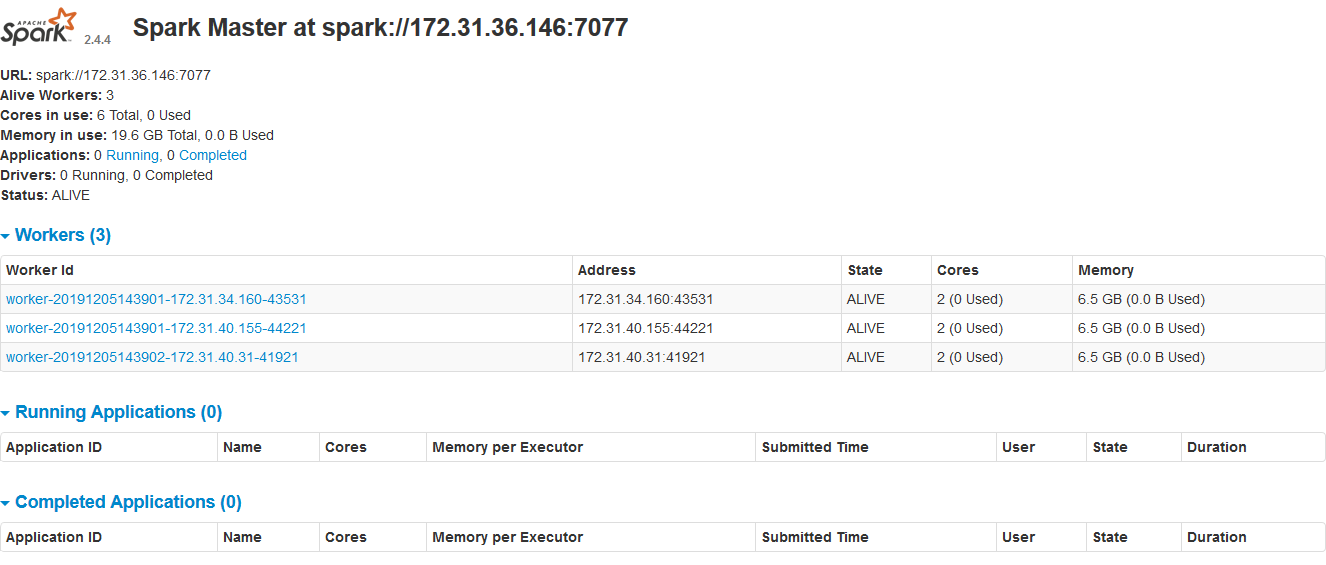 APACHE
Spark™ 2.4.4 Spark Master at spark://172.31.36.146:7077
URL: spark://172.31.36.146:7077
Alive Workers: 3
Cores in use: 6 Total, 0 Used
Memory in use: 19.6 GB Total, 0.0 B Used
Applications: 0 Running, 0 Completed
Drivers: 0 Running, 0 Completed
Status: ALIVE
Workers (3)
Worker Id Address State Cores Memory
worker-20191205143901-172.31.34.160-43531 172.31.34.160:43531 ALIVE 2 (0 Used) 6.5 GB (0.0 B Used)
worker-20191205143901-172.31.40.155-44221 172.31.40.155:44221 ALIVE 2 (0 Used) 6.5 GB (0.0 B Used)
worker-20191205143902-172.31.40.31-41921 172.31.40.31:41921 ALIVE 2 (0 Used) 6.5 GB (0.0 B Used)
Running Applications (0)
Application ID Name Cores Memory per Executor Submitted Time User State Duration
Completed Applications (0)
Application ID Name Cores Memory per Executor Submitted Time User State Duration